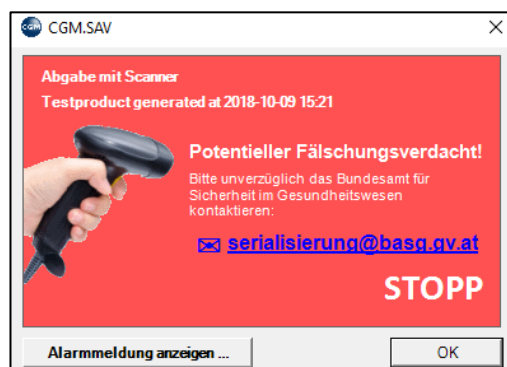 CGM.SAV
Abgabe mit Scanner
Testproduct generated at 2018-10-09 15:21
Potentieller Fälschungsverdacht!
Bitte unverzüglich das Bundesamt für
Sicherheit im Gesundheitswesen
kontaktieren:
serialisierung@basg.gv.at
STOPP
Alarmmeldung anzeigen ...
OK